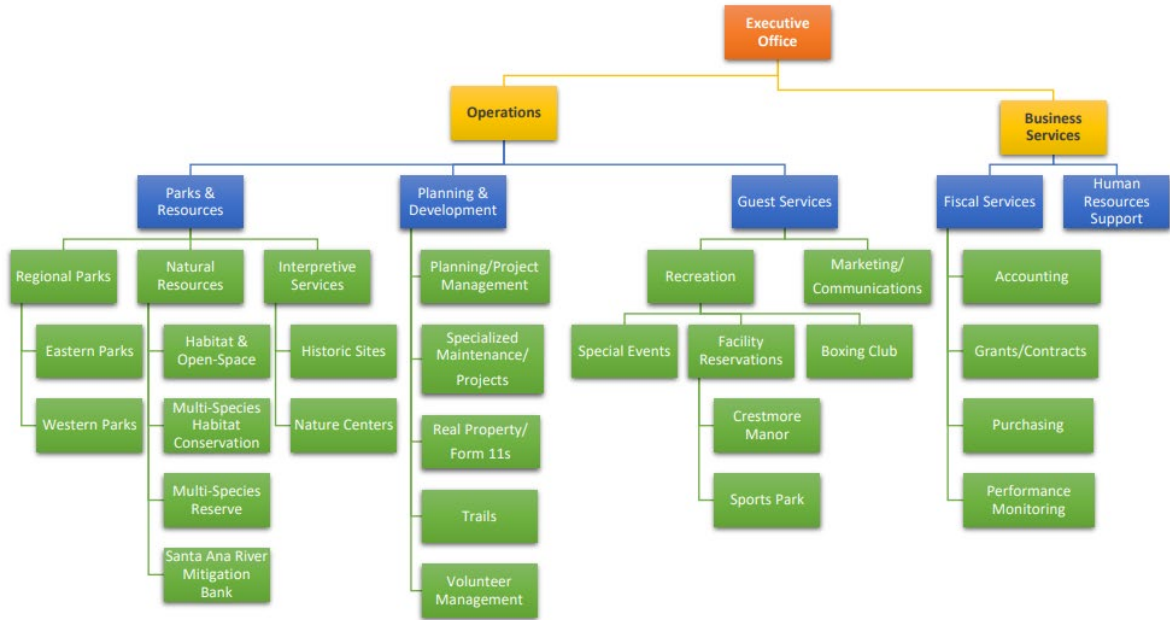 Executive
Office
Operations
Business
Services
Parks &
Resources
Planning &
Development
Guest Services
Fiscal Services
Human
Resources
Support
Regional Parks
Natural
Resources
Interpretive
Services
Planning/Project
Management
Recreation
Marketing/
Communications
Accounting
Eastern Parks
Habitat &
Open-Space
Historic Sites
Specialized
Maintenance/
Projects
Special Events
Facility
Reservations
Boxing Club
Grants/Contracts
Western Parks
Multi-Species
Habitat
Conservation
Nature Centers
Real Property/
Form 11s
Crestmore
Manor
Purchasing
Multi-Species
Reserve
Trails
Sports Park
Performance
Monitoring
Santa Ana River
Mitigation
Bank
Volunteer
Management